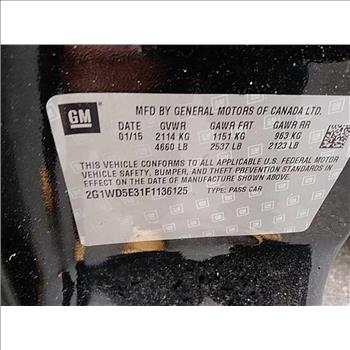 GM
MFD BY GENERAL MOTORS OF CANADA LTD.
DATE GVWR GAWR FRT GAWR RR
01/15 2114 KG 1151 KG 963 KG
4660 LB 2537 LB 2123 LB
THIS VEHICLE CONFORMS TO ALL APPLICABLE U.S. FEDERAL MOTOR
VEHICLE SAFETY, BUMPER, AND THEFT PREVENTION STANDARDS IN
EFFECT ON THE DATE OF MANUFACTURE SHOWN ABOVE.
2G1WD5E31F1136125 TYPE: PASS CAR